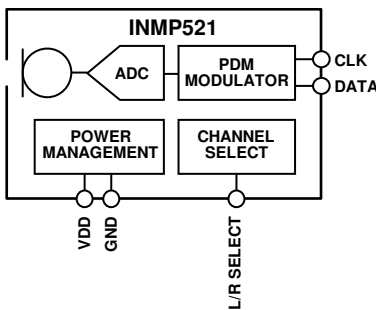 INMP521
ADC
PDM
MODULATOR
CLK
DATA
POWER
MANAGEMENT
CHANNEL
SELECT
VDD
GND
L/R SELECT